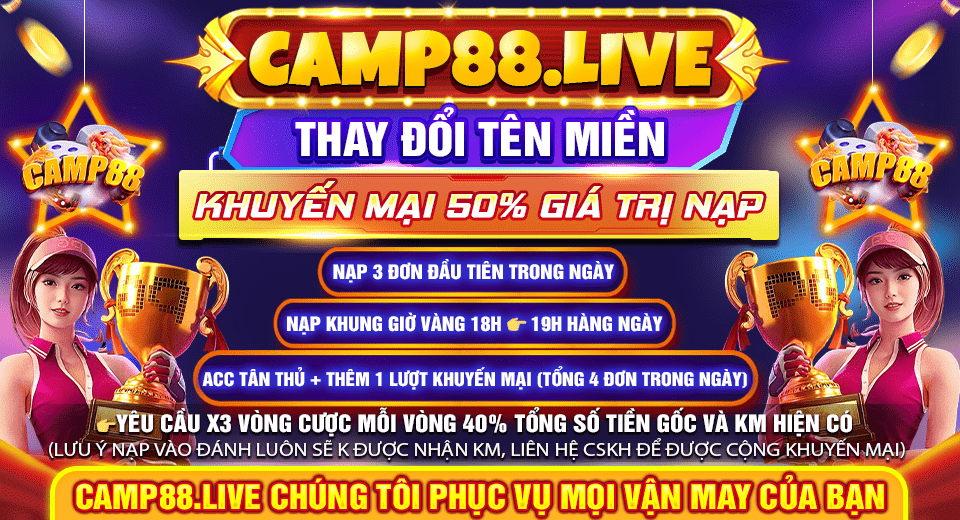 CAMP88.LIVE
THAY ĐỔI TÊN MIỀN
CAMP88
CAMP88
KHUYẾN MẠI 50% GIÁ TRỊ NẠP
NẠP 3 ĐƠN ĐẦU TIÊN TRONG NGÀY
NẠP KHUNG GIỜ VÀNG 18H 👉 19H HÀNG NGÀY
ACC TÂN THỦ + THÊM 1 LƯỢT KHUYẾN MẠI (TỔNG 4 ĐƠN TRONG NGÀY)
👉YÊU CẦU X3 VÒNG CƯỢC MỖI VÒNG 40% TỔNG SỐ TIỀN GỐC VÀ KM HIỆN CÓ
(LƯU Ý NẠP VÀO ĐÁNH LUÔN SẼ K ĐƯỢC NHẬN KM, LIÊN HỆ CSKH ĐỂ ĐƯỢC CỘNG KHUYẾN MẠI)
CAMP88.LIVE CHÚNG TÔI PHỤC VỤ MỌI VẬN MAY CỦA BẠN